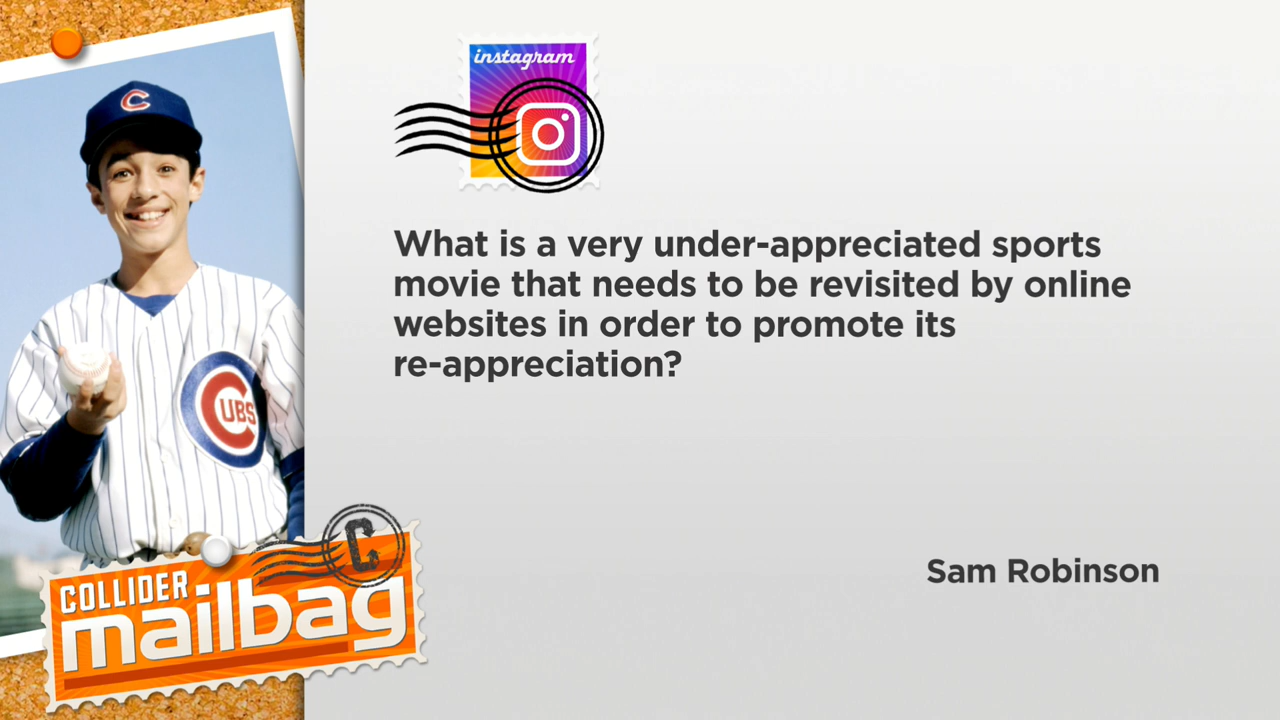 instagram
What is a very under-appreciated sports
movie that needs to be revisited by online
websites in order to promote its
re-appreciation?
Sam Robinson
C
CUBS
C
COLLIDER
mailbag